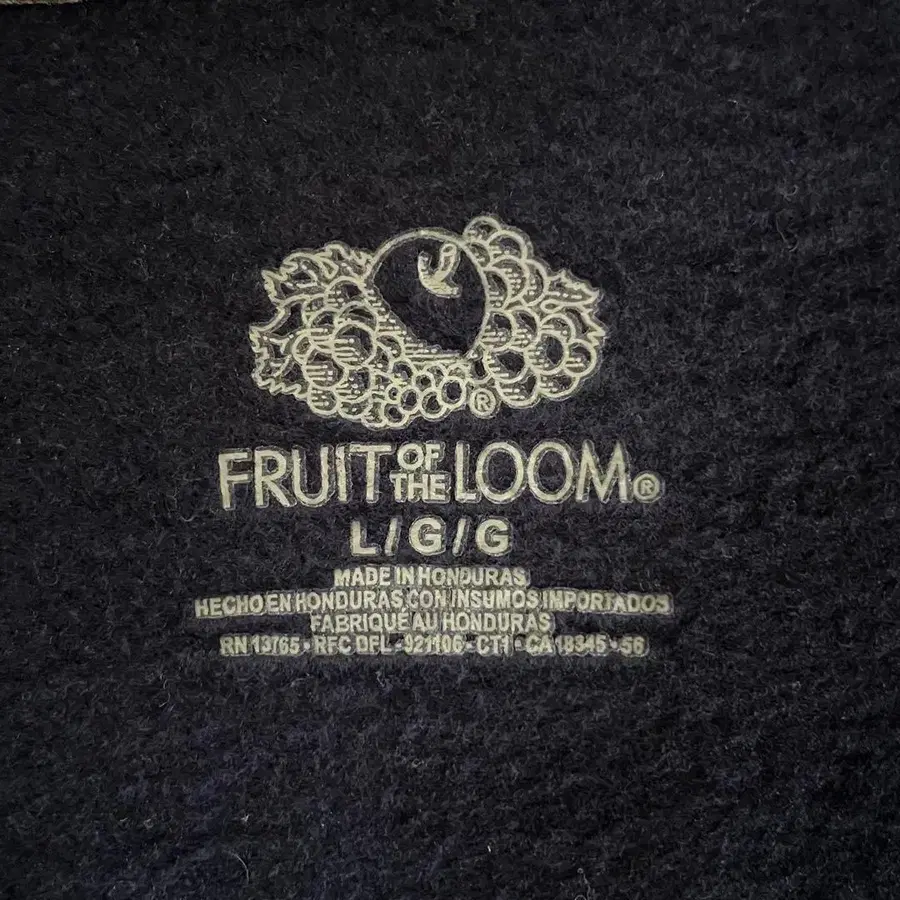 ®
FRUIT OF THE LOOM®
L/G/G
MADE IN HONDURAS
HECHO EN HONDURAS CON INSUMOS IMPORTADOS
FABRIQUE AU HONDURAS
RN 13765 • RFC DFL - 921106 - CT1 • CA 18345 • 56